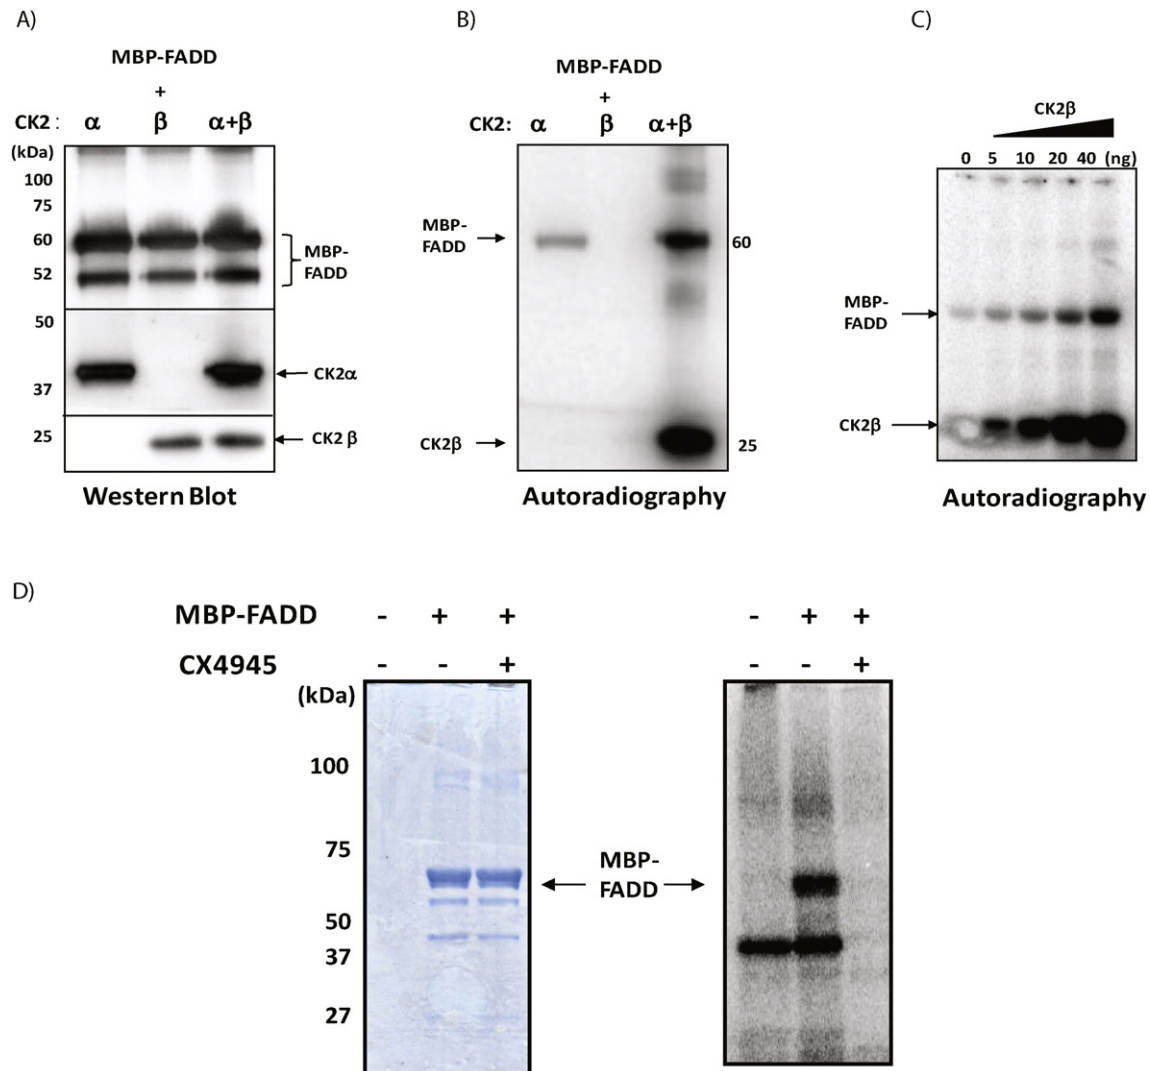 A)
MBP-FADD
+
CK2 : α β α+β
(kDa)
100
75
60
52
MBP-
FADD
50
37
CK2α
25
CK2 β
Western Blot
B)
MBP-FADD
+
CK2: α β α+β
MBP-
FADD
60
CK2β
25
Autoradiography
C)
CK2β
0 5 10 20 40 (ng)
MBP-
FADD
CK2β
Autoradiography
D)
MBP-FADD - + + - + +
CX4945 - - + - - +
(kDa)
100
75
50
37
27
MBP-
FADD